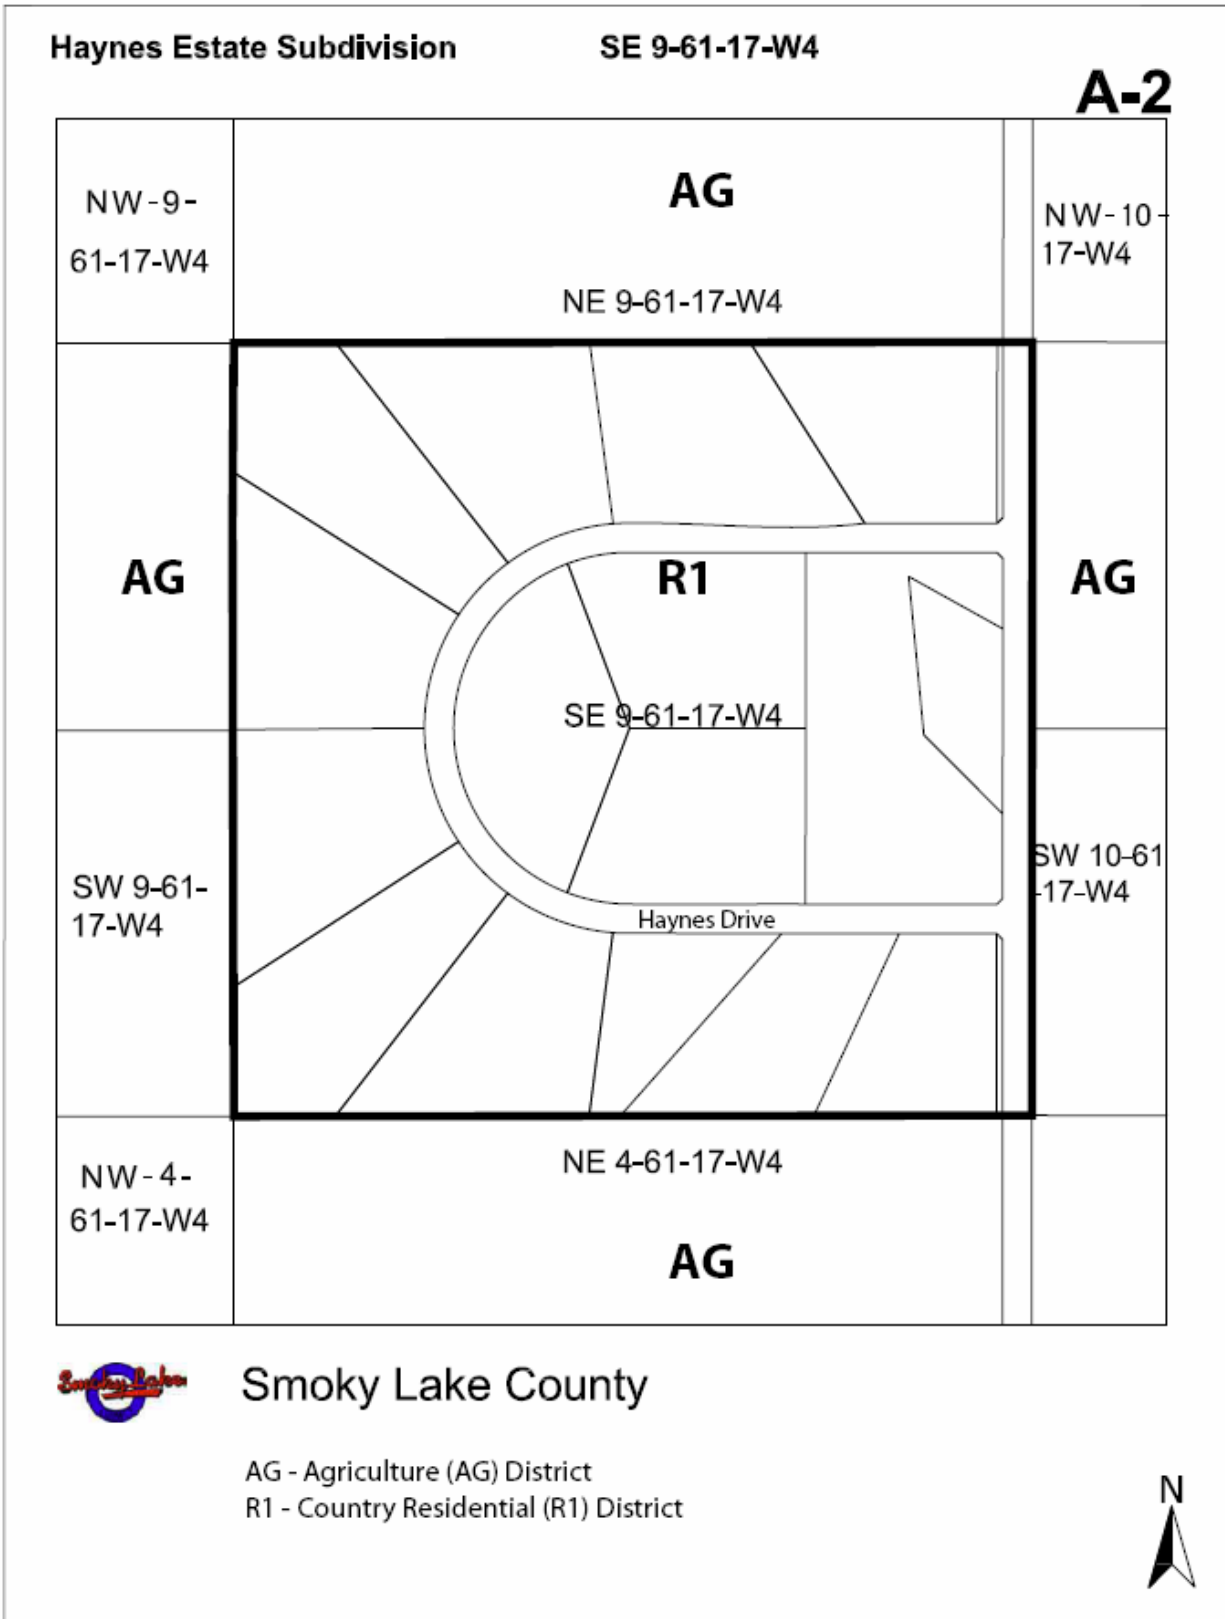 Haynes Estate Subdivision SE 9-61-17-W4
A-2
NW-9-
61-17-W4
AG
NW-10-
17-W4
NE 9-61-17-W4
AG
R1
AG
SE 9-61-17-W4
SW 9-61-
17-W4
SW 10-61
-17-W4
Haynes Drive
NW-4-
61-17-W4
NE 4-61-17-W4
AG
Smoky Lake
Smoky Lake County
AG - Agriculture (AG) District
R1 - Country Residential (R1) District
N